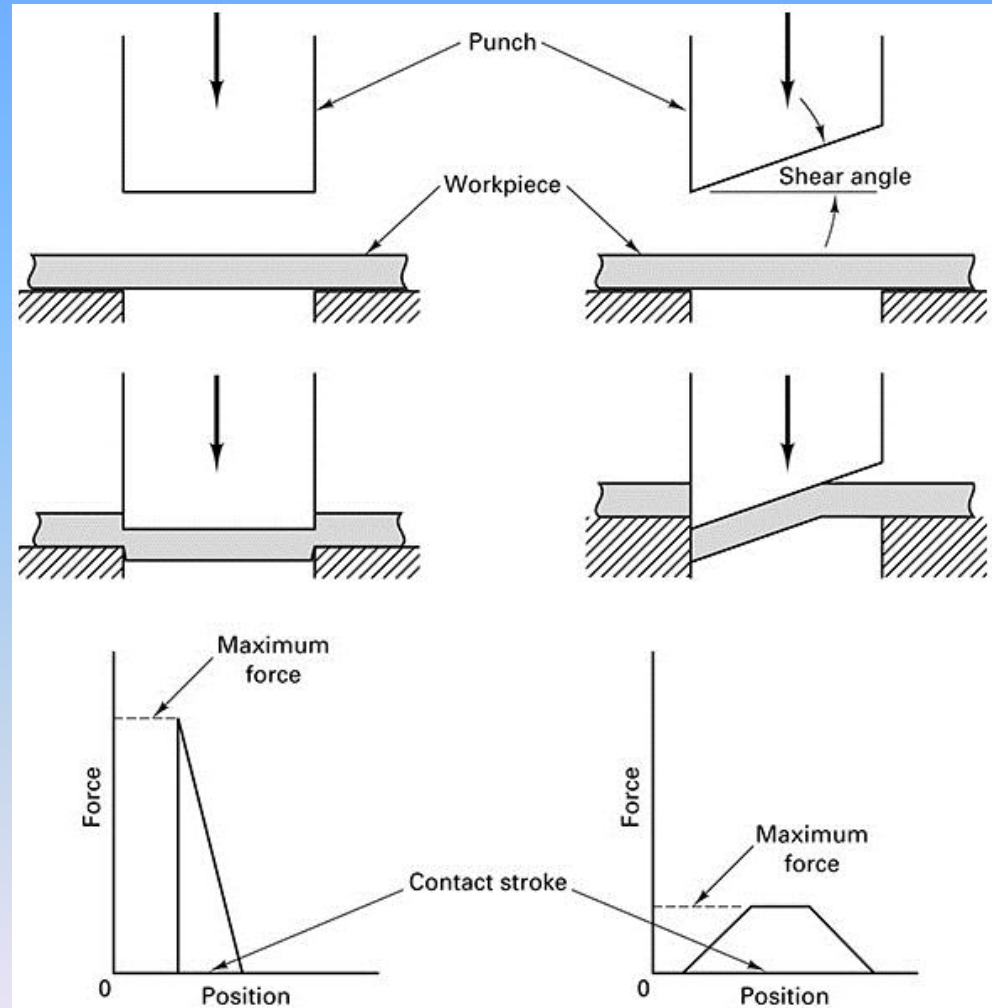 Punch
Shear angle
Workpiece
Maximum
force
Force
0
Position
Contact stroke
Maximum
force
Force
0
Position